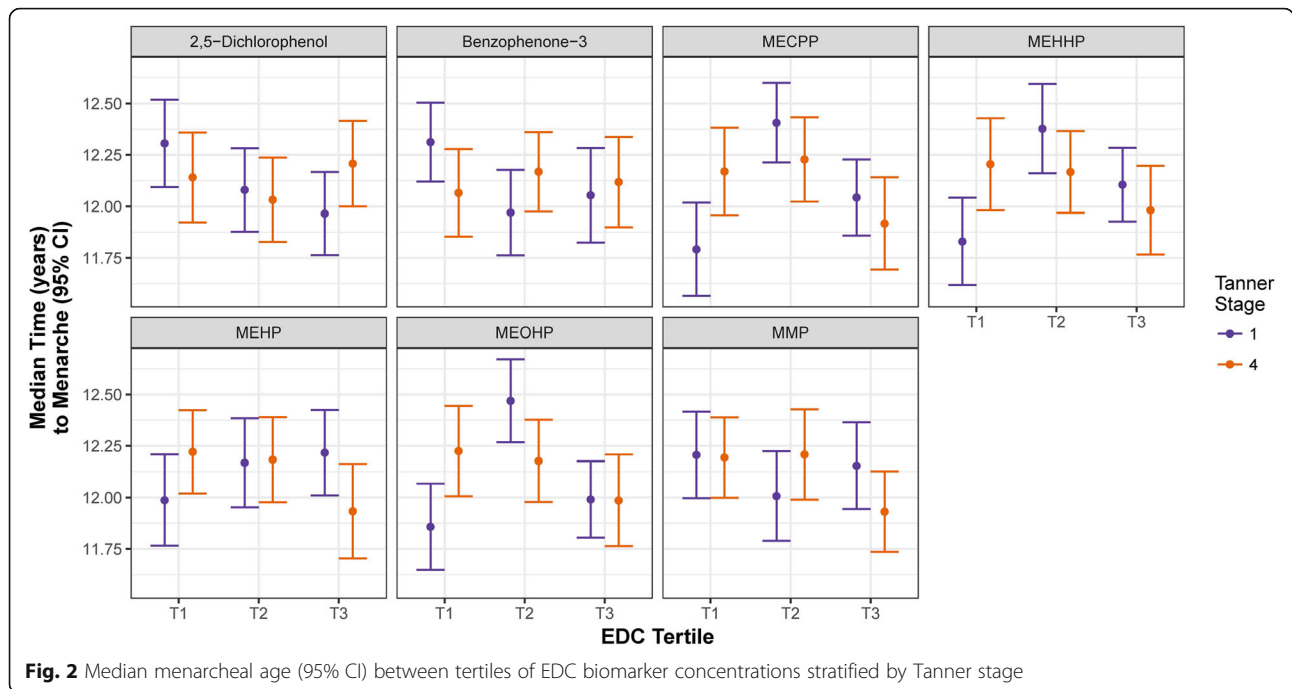 2,5−Dichlorophenol
Benzophenone−3
MECPP
MEHHP
12.50
12.25
12.00
11.75
T1 T2 T3
MEHP
MEOHP
MMP
12.50
12.25
12.00
11.75
T1 T2 T3
T1 T2 T3
T1 T2 T3
Median Time (years)
to Menarche (95% CI)
EDC Tertile
Tanner
Stage
1
4
Fig. 2 Median menarcheal age (95% CI) between tertiles of EDC biomarker concentrations stratified by Tanner stage